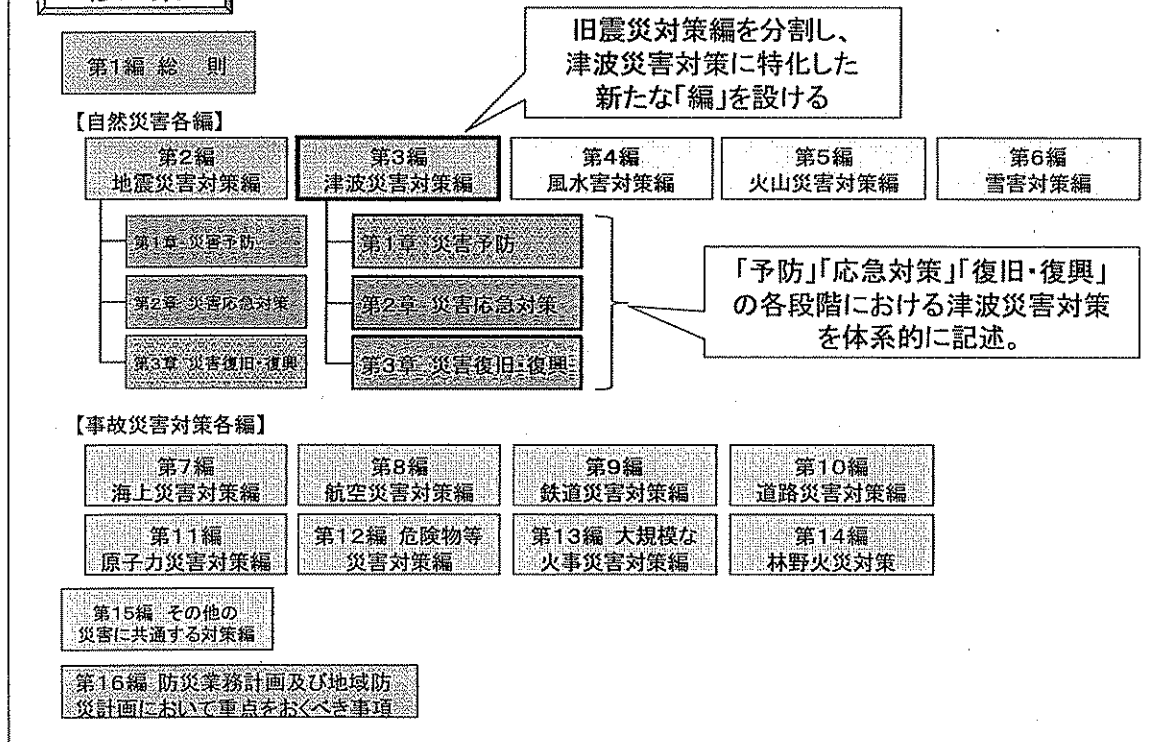 旧震災対策編を分割し、
津波災害対策に特化した
新たな「編」を設ける
第1編 総 則
【自然災害各編】
第2編
地震災害対策編
第3編
津波災害対策編
第4編
風水害対策編
第5編
火山災害対策編
第6編
雪害対策編
第1章 災害予防
第2章 災害応急対策
第3章 災害復旧・復興
第1章 災害予防
第2章 災害応急対策
第3章 災害復旧・復興
「予防」「応急対策」「復旧・復興」
の各段階における津波災害対策
を体系的に記述。
【事故災害対策各編】
第7編
海上災害対策編
第8編
航空災害対策編
第9編
鉄道災害対策編
第10編
道路災害対策編
第11編
原子力災害対策編
第12編 危険物等
災害対策編
第13編 大規模な
火事災害対策編
第14編
林野火災対策
第15編 その他の
災害に共通する対策編
第16編 防災業務計画及び地域防
災計画において重点をおくべき事項